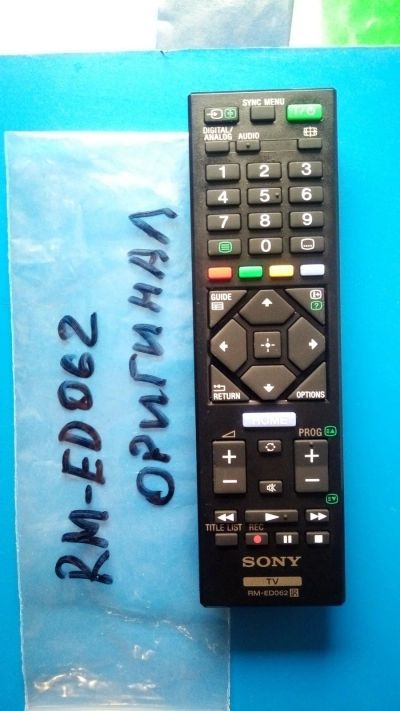 RM-ED062
ОРИГИНАЛ
SYNC MENU
DIGITAL/
ANALOG
AUDIO
1 2 3
4 5 6
7 8 9
0
GUIDE
RETURN
OPTIONS
HOME
PROG
+ +
− −
TITLE LIST REC
SONY
TV
RM-ED062